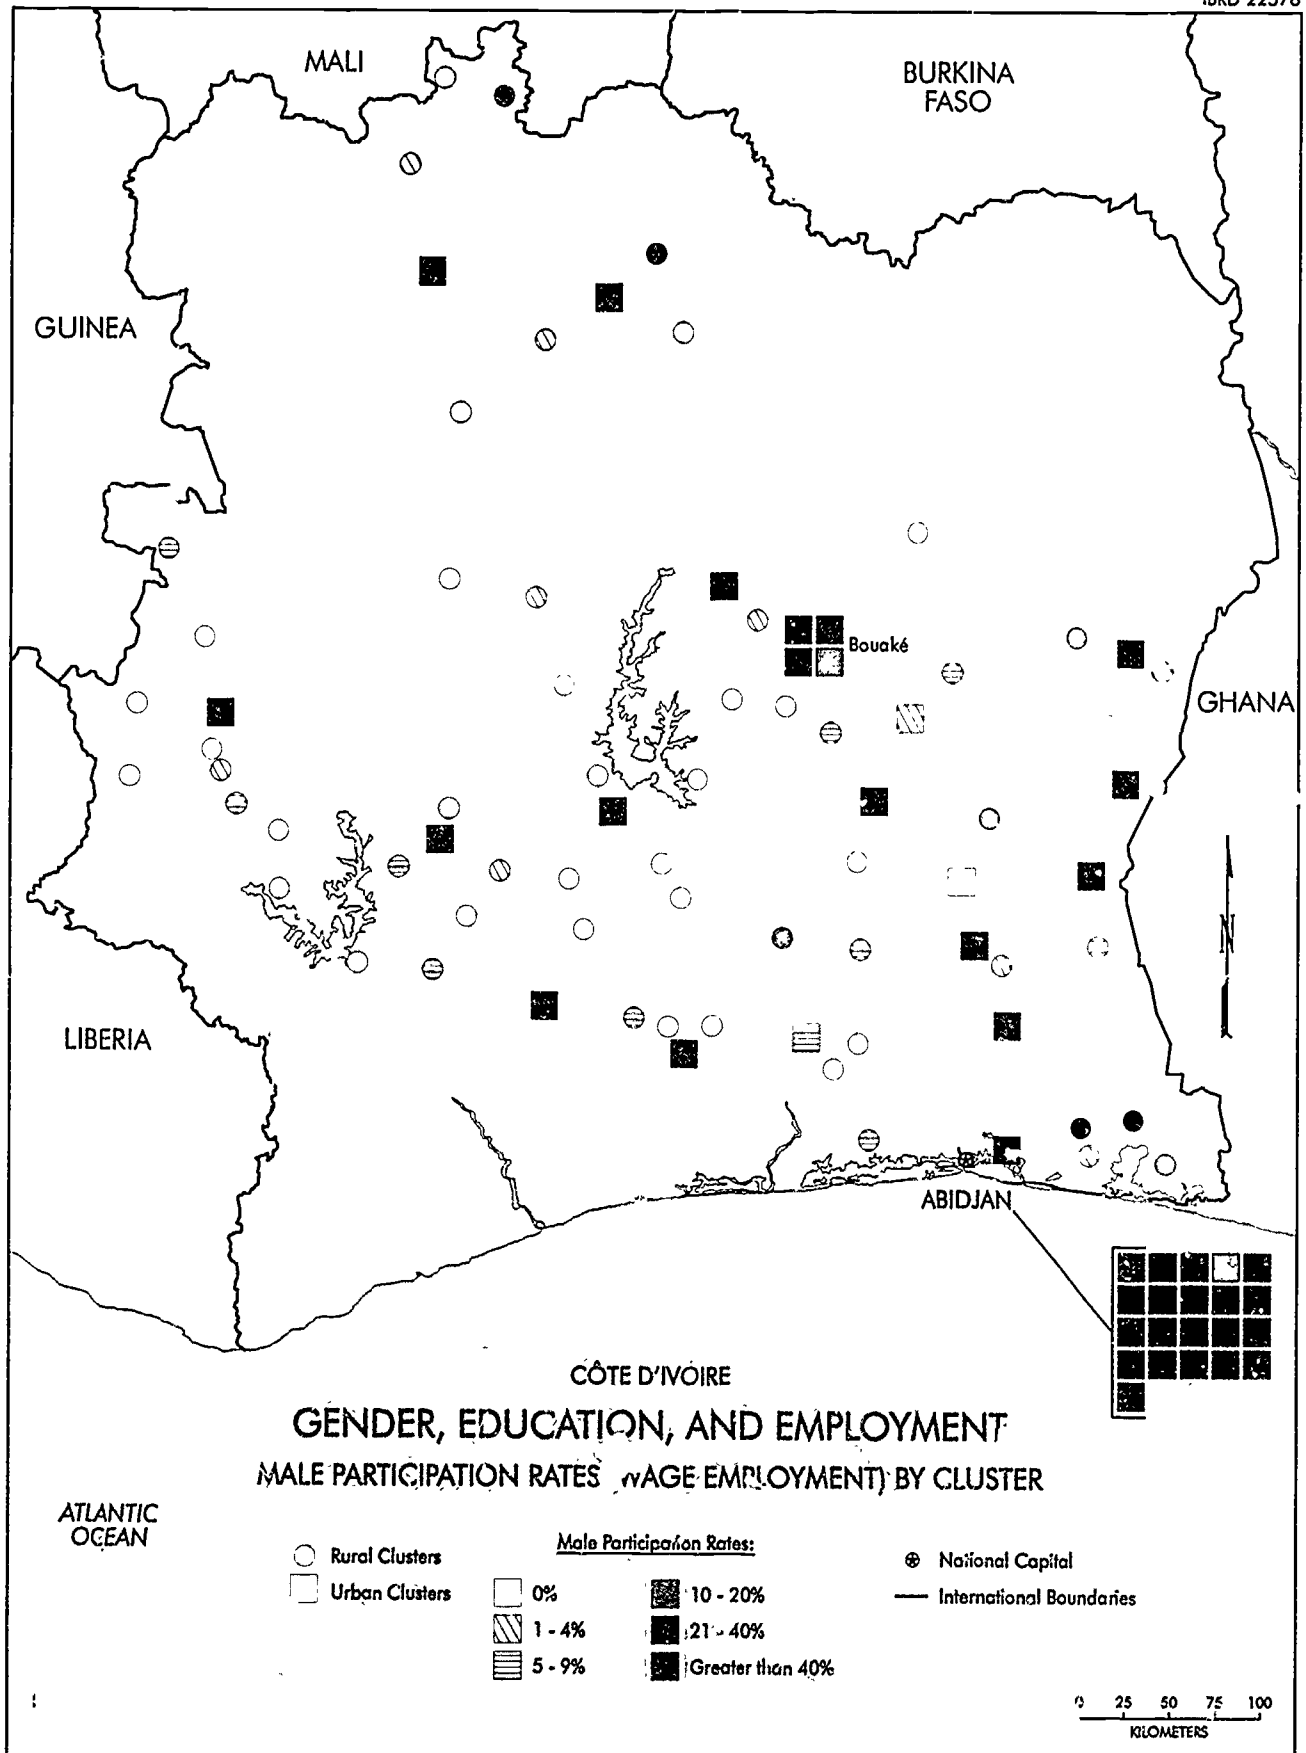 MALI
BURKINA
FASO
GUINEA
Bouaké
GHANA
N
LIBERIA
ABIDJAN
CÔTE D'IVOIRE
GENDER, EDUCATION, AND EMPLOYMENT
MALE PARTICIPATION RATES WAGE EMPLOYMENT) BY CLUSTER
ATLANTIC
OCEAN
Rural Clusters
Urban Clusters
Male Participation Rates:
0%
1 - 4%
5 - 9%
10 - 20%
21 - 40%
Greater than 40%
National Capital
International Boundaries
0 25 50 75 100
KILOMETERS